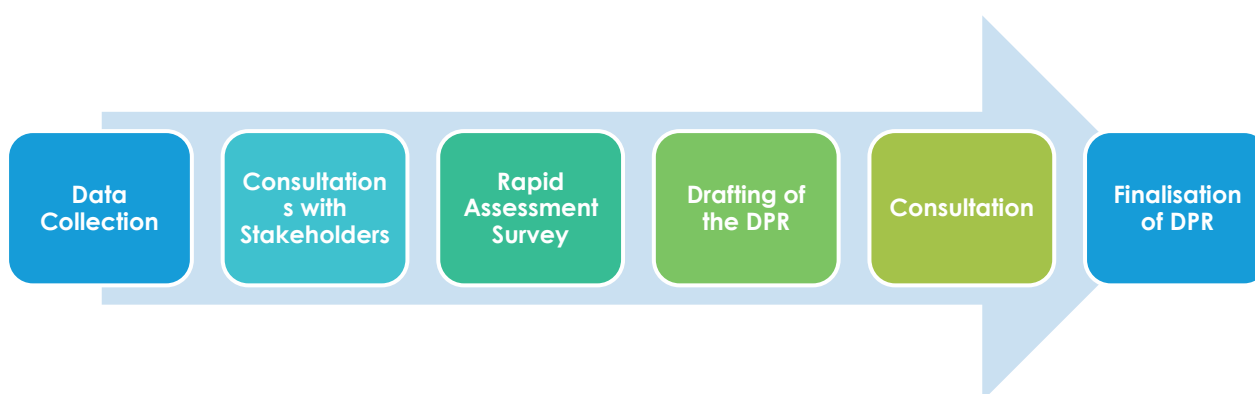 Data
Collection
Consultation
s with
Stakeholders
Rapid
Assessment
Survey
Drafting of
the DPR
Consultation
Finalisation
of DPR